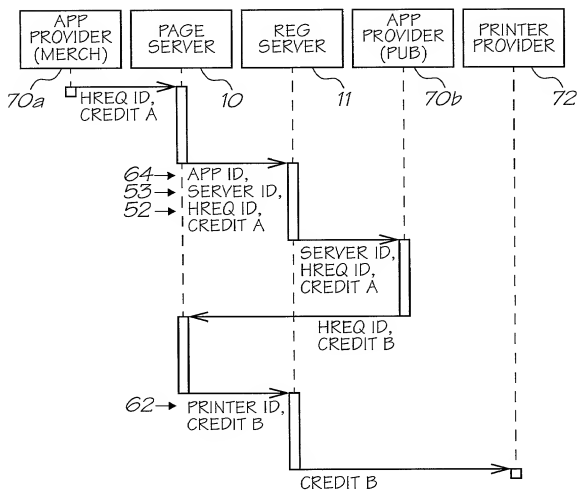 APP PROVIDER (MERCH)
PAGE SERVER
REG SERVER
APP PROVIDER (PUB)
PRINTER PROVIDER
70a
10
11
70b
72
HREQ ID,
CREDIT A
64
APP ID,
53
SERVER ID,
52
HREQ ID,
CREDIT A
SERVER ID,
HREQ ID,
CREDIT A
HREQ ID,
CREDIT B
62
PRINTER ID,
CREDIT B
CREDIT B